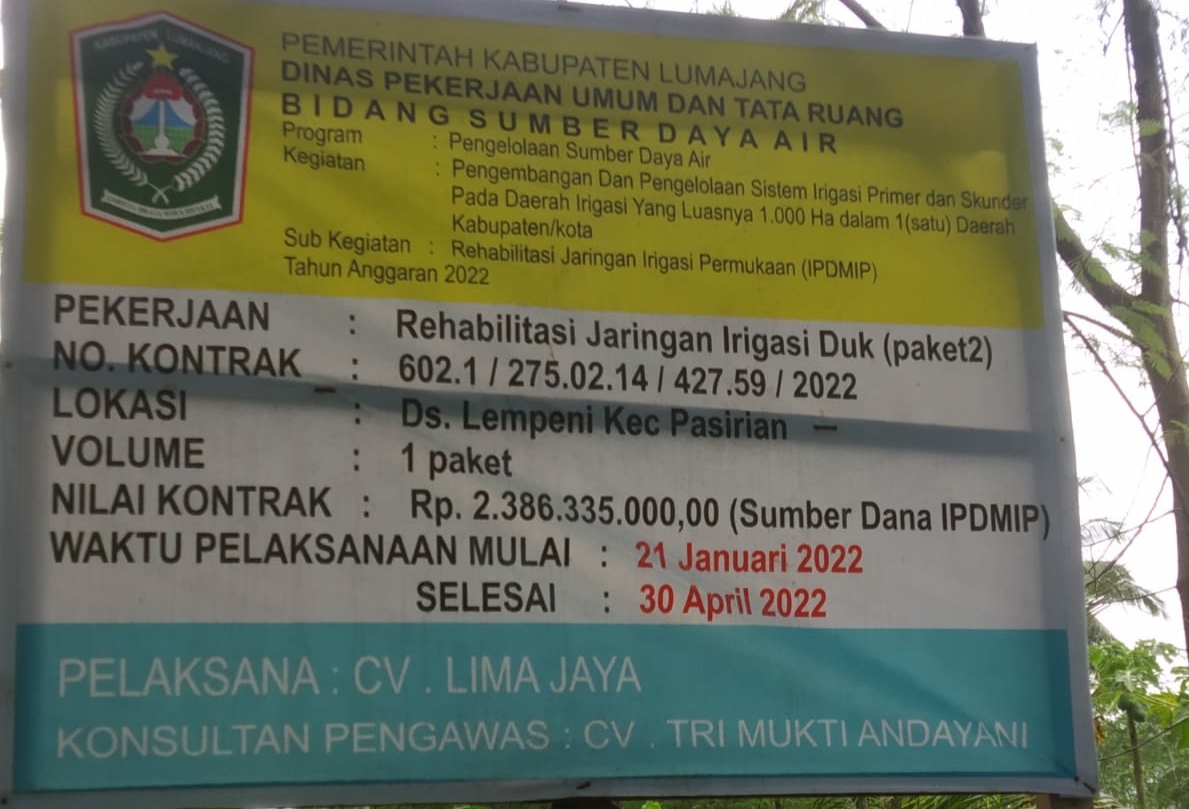 KABUPATEN LUMAJANG
PEMERINTAH KABUPATEN LUMAJANG
DINAS PEKERJAAN UMUM DAN TATA RUANG
BIDANG SUMBER DAYA AIR
Program : Pengelolaan Sumber Daya Air
Kegiatan : Pengembangan Dan Pengelolaan Sistem Irigasi Primer dan Skunder
Pada Daerah Irigasi Yang Luasnya 1.000 Ha dalam 1(satu) Daerah
Kabupaten/kota
Sub Kegiatan : Rehabilitasi Jaringan Irigasi Permukaan (IPDMIP)
Tahun Anggaran 2022
PEKERJAAN : Rehabilitasi Jaringan Irigasi Duk (paket2)
NO. KONTRAK : 602.1 / 275.02.14 / 427.59 / 2022
LOKASI : Ds. Lempeni Kec Pasirian
VOLUME : 1 paket
NILAI KONTRAK : Rp. 2.386.335.000,00 (Sumber Dana IPDMIP)
WAKTU PELAKSANAAN MULAI : 21 Januari 2022
SELESAI : 30 April 2022
PELAKSANA : CV . LIMA JAYA
KONSULTAN PENGAWAS : CV . TRI MUKTI ANDAYANI